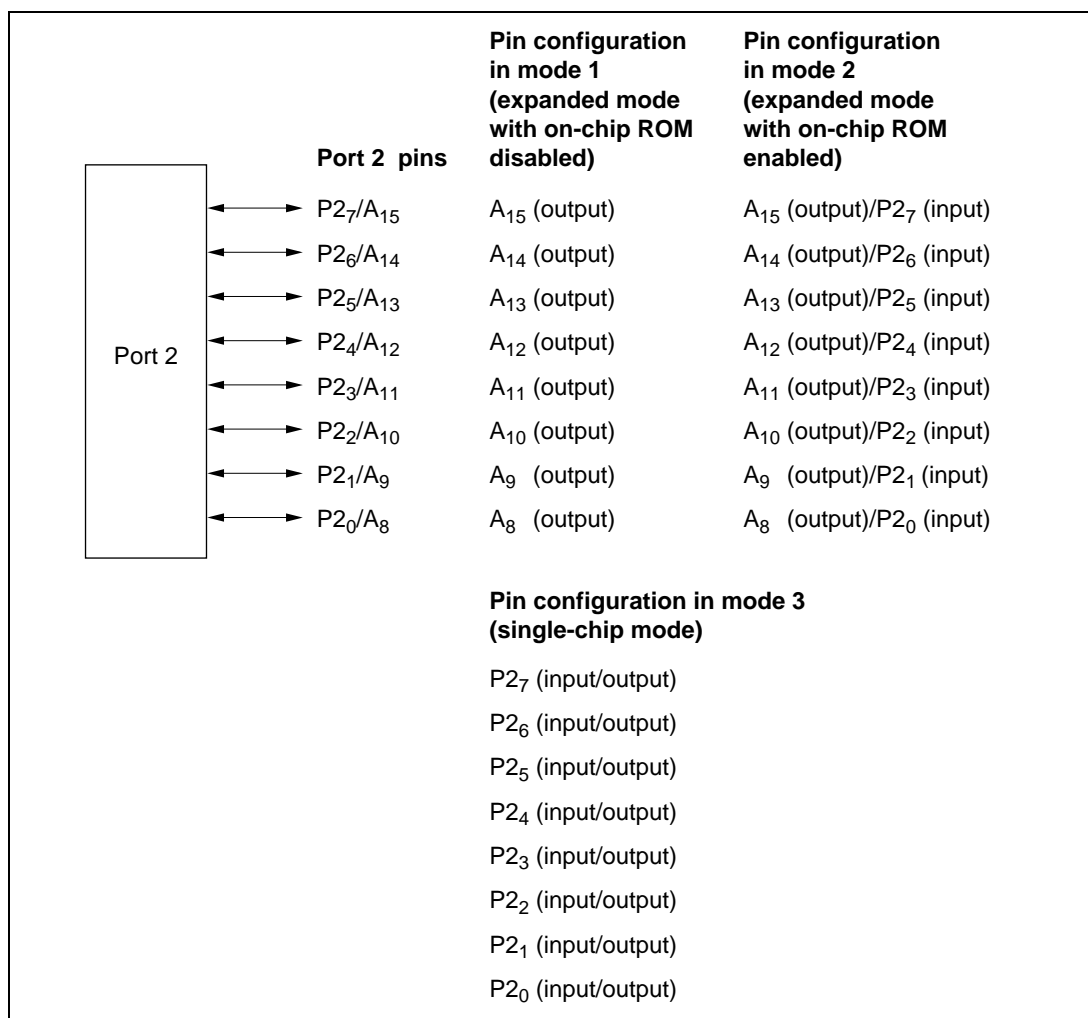 Pin configuration
in mode 1
(expanded mode
with on-chip ROM
disabled)
Pin configuration
in mode 2
(expanded mode
with on-chip ROM
enabled)
Port 2 pins
Port 2
P2₇/A₁₅ A₁₅ (output) A₁₅ (output)/P2₇ (input)
P2₆/A₁₄ A₁₄ (output) A₁₄ (output)/P2₆ (input)
P2₅/A₁₃ A₁₃ (output) A₁₃ (output)/P2₅ (input)
P2₄/A₁₂ A₁₂ (output) A₁₂ (output)/P2₄ (input)
P2₃/A₁₁ A₁₁ (output) A₁₁ (output)/P2₃ (input)
P2₂/A₁₀ A₁₀ (output) A₁₀ (output)/P2₂ (input)
P2₁/A₉ A₉ (output) A₉ (output)/P2₁ (input)
P2₀/A₈ A₈ (output) A₈ (output)/P2₀ (input)
Pin configuration in mode 3
(single-chip mode)
P2₇ (input/output)
P2₆ (input/output)
P2₅ (input/output)
P2₄ (input/output)
P2₃ (input/output)
P2₂ (input/output)
P2₁ (input/output)
P2₀ (input/output)